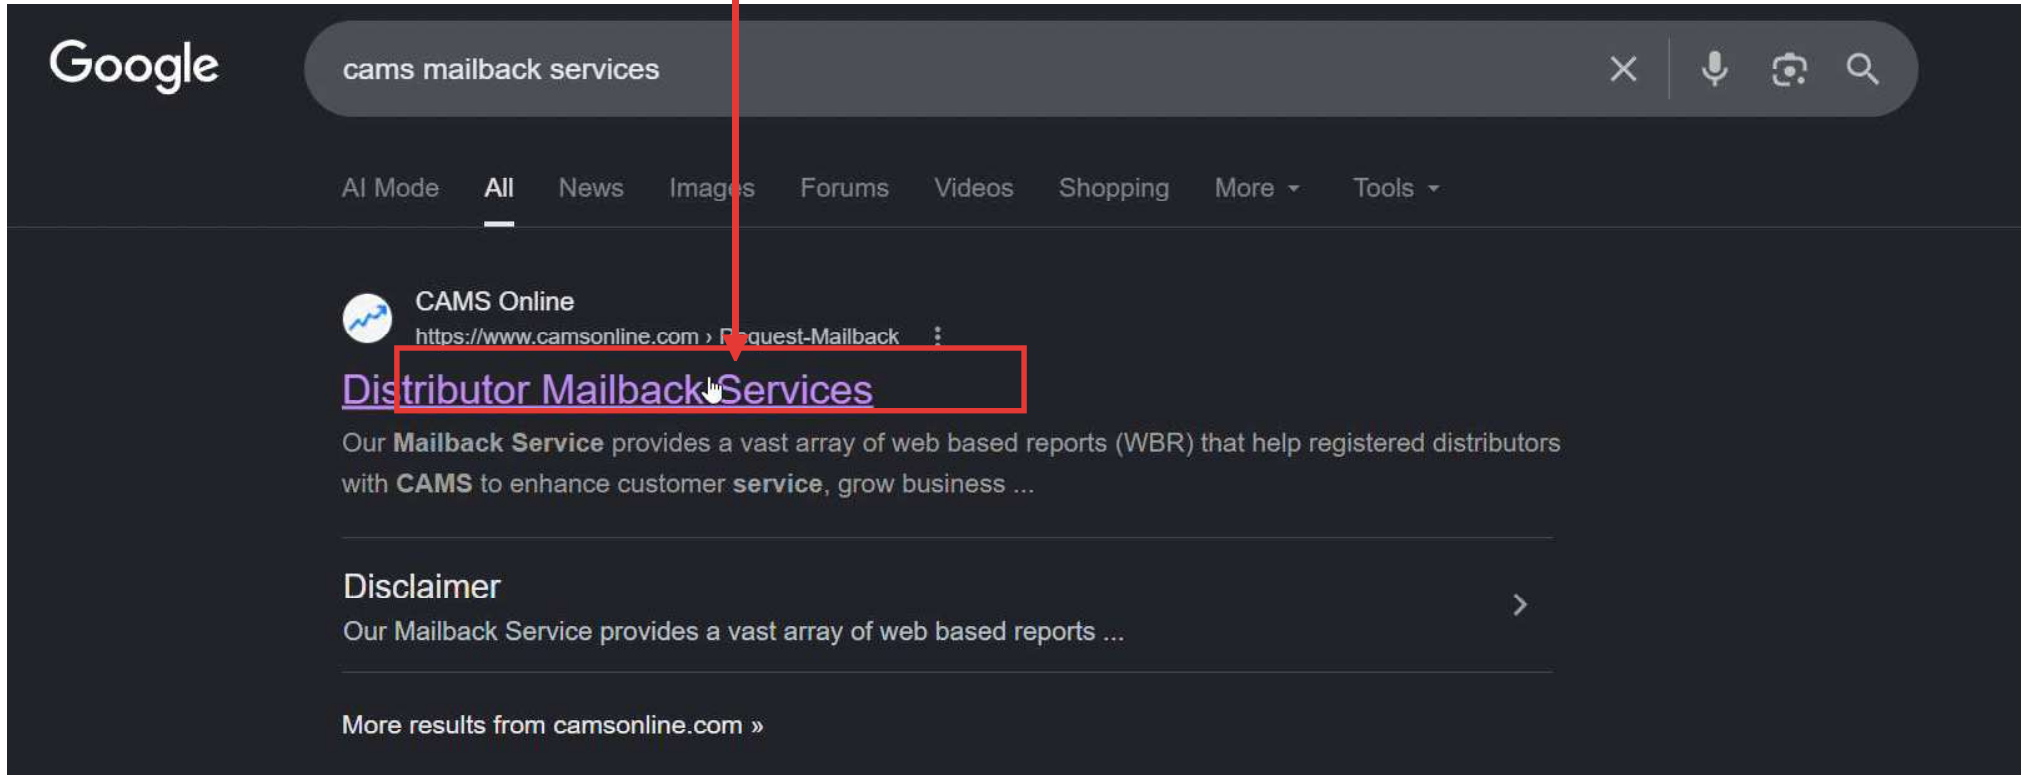 Google
cams mailback services
AI Mode All News Images Forums Videos Shopping More Tools
CAMS Online
https://www.camsonline.com › Request-Mailback
Distributor Mailback Services
Our Mailback Service provides a vast array of web based reports (WBR) that help registered distributors
with CAMS to enhance customer service, grow business ...
Disclaimer
Our Mailback Service provides a vast array of web based reports ...
More results from camsonline.com »